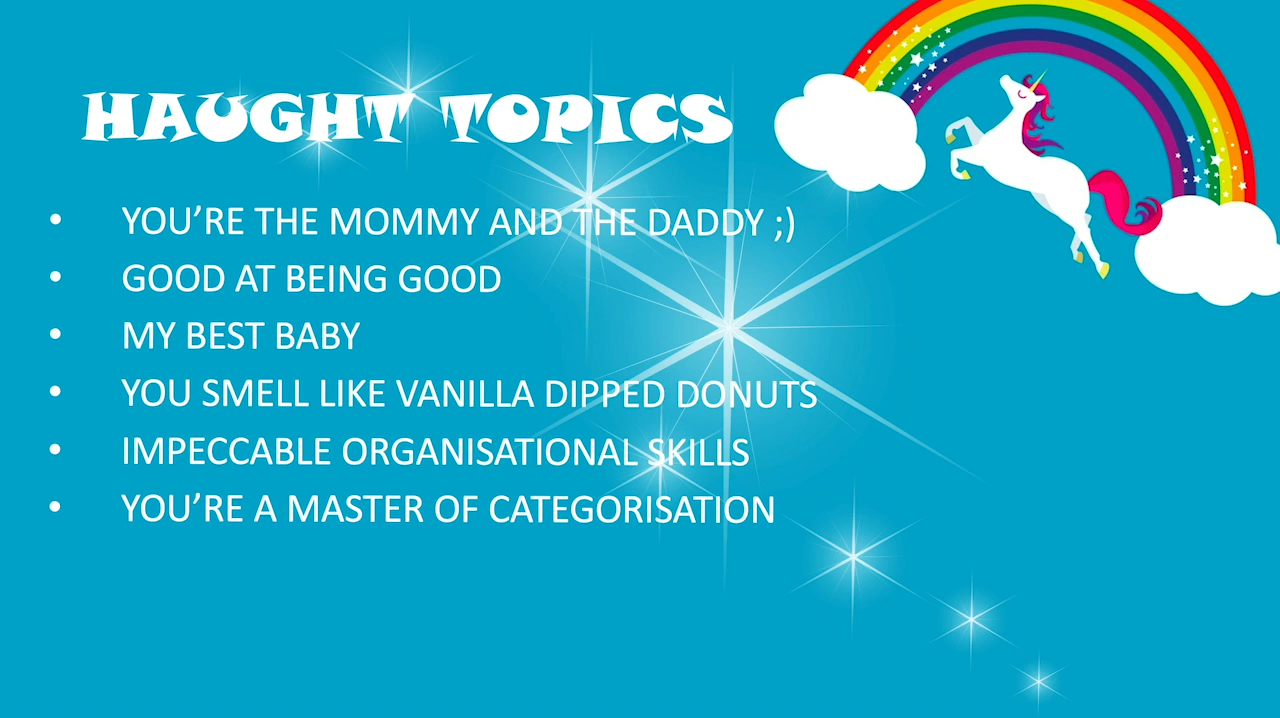 HAUGHT TOPICS
• YOU’RE THE MOMMY AND THE DADDY ;)
• GOOD AT BEING GOOD
• MY BEST BABY
• YOU SMELL LIKE VANILLA DIPPED DONUTS
• IMPECCABLE ORGANISATIONAL SKILLS
• YOU’RE A MASTER OF CATEGORISATION